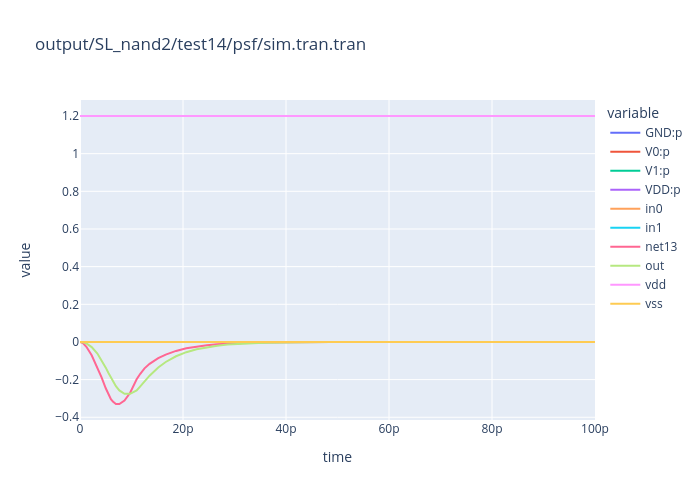 output/SL_nand2/test14/psf/sim.tran.tran
value
1.2
1
0.8
0.6
0.4
0.2
0
−0.2
−0.4
0
20p
40p
60p
80p
100p
time
variable
GND:p
V0:p
V1:p
VDD:p
in0
in1
net13
out
vdd
vss